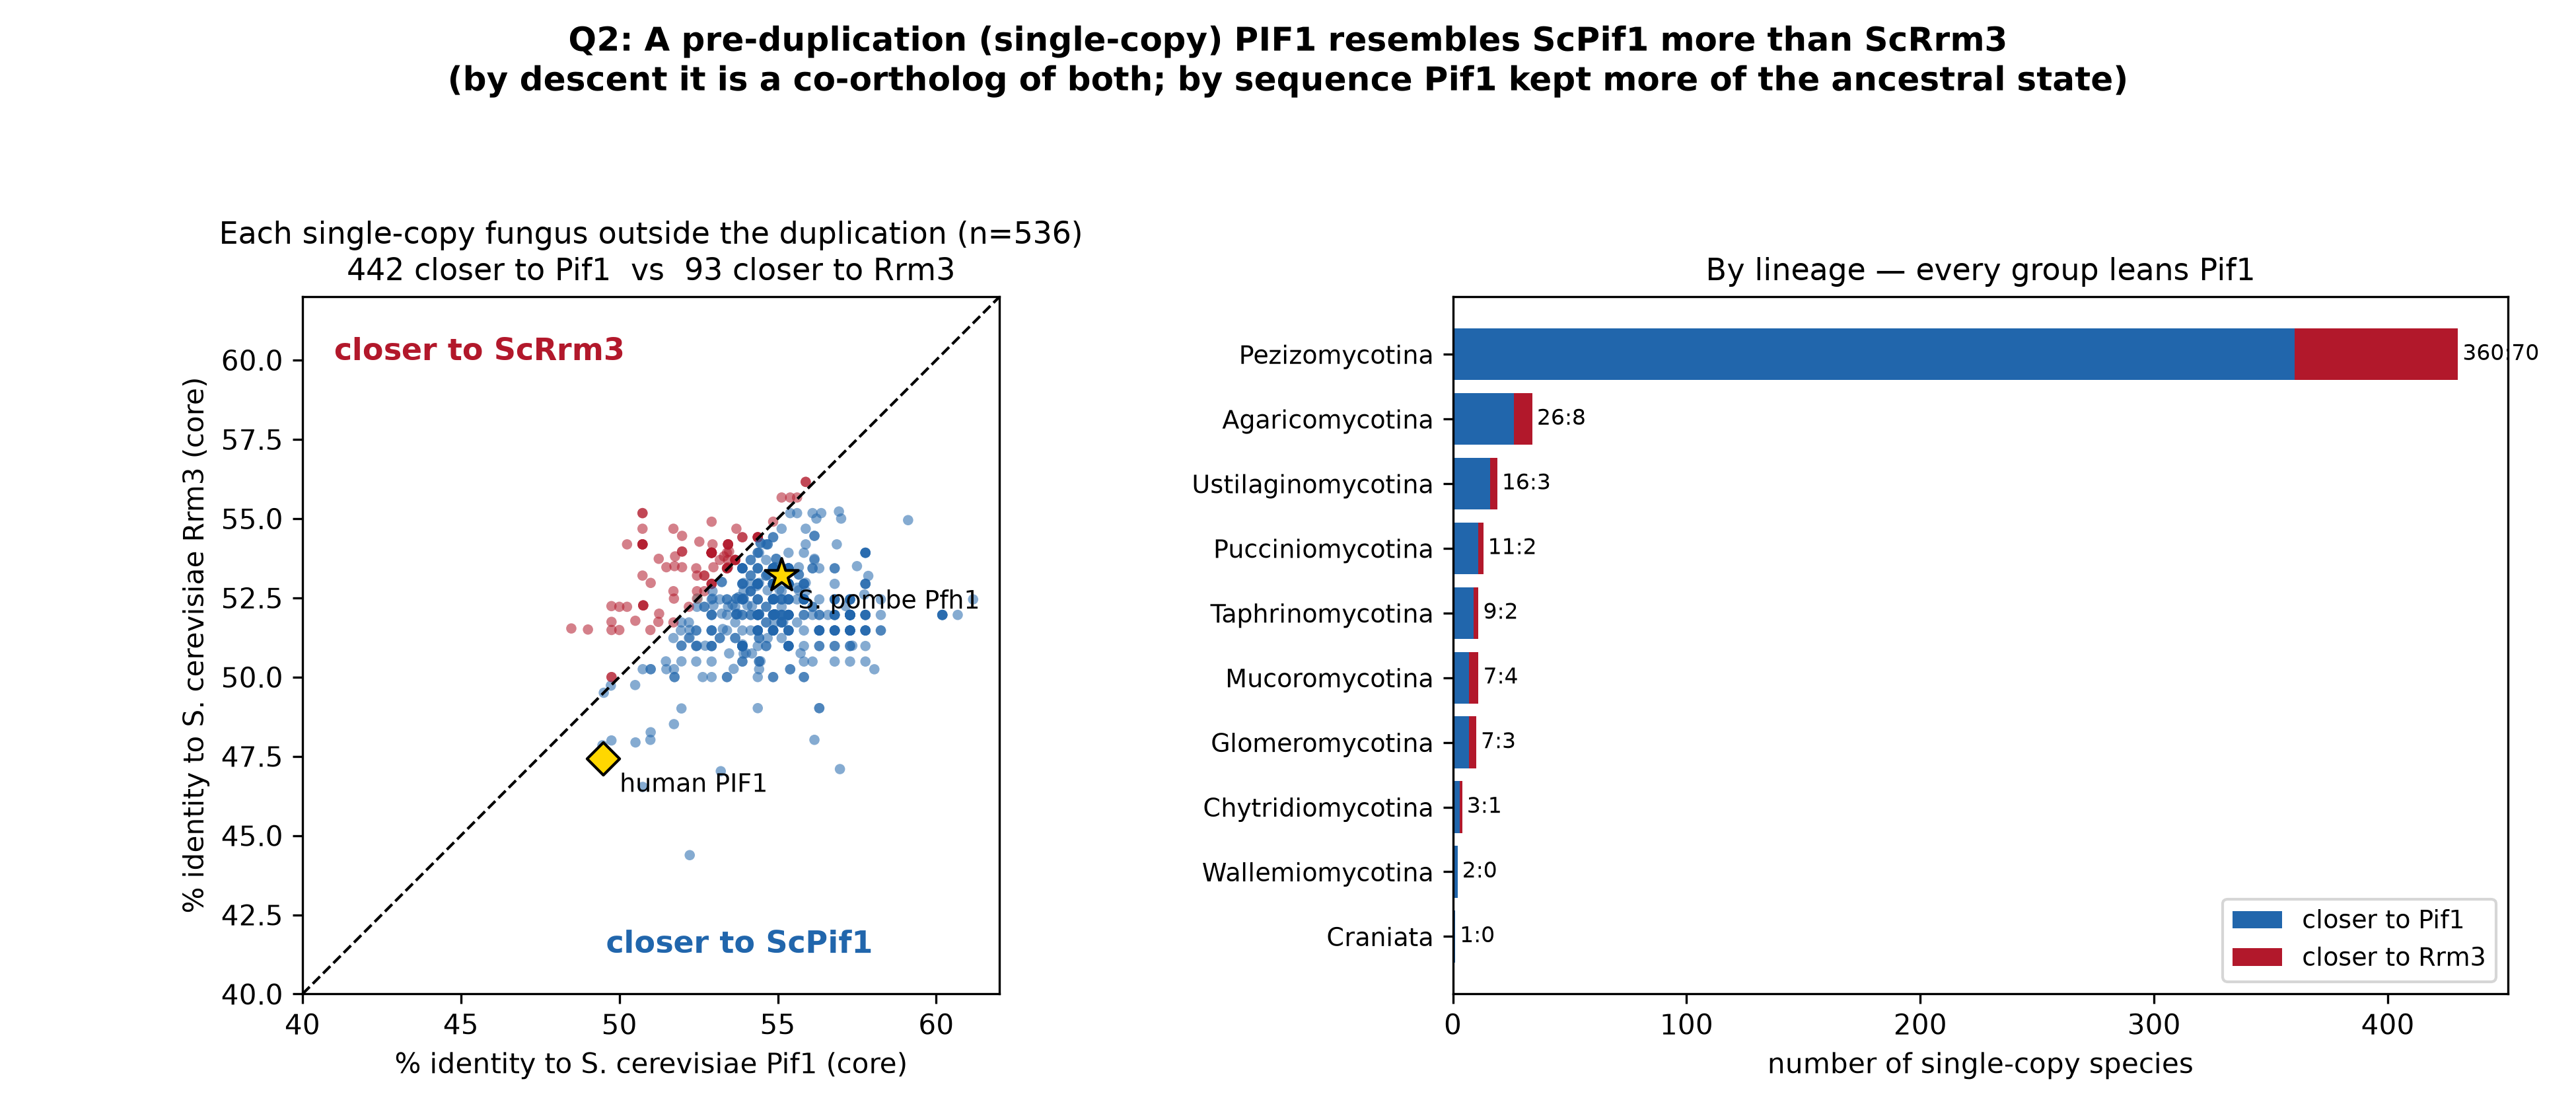 Q2: A pre-duplication (single-copy) PIF1 resembles ScPif1 more than ScRrm3
(by descent it is a co-ortholog of both; by sequence Pif1 kept more of the ancestral state)
Each single-copy fungus outside the duplication (n=536)
442 closer to Pif1 vs 93 closer to Rrm3
closer to ScRrm3
S. pombe Pfh1
human PIF1
closer to ScPif1
% identity to S. cerevisiae Rrm3 (core)
60.0
57.5
55.0
52.5
50.0
47.5
45.0
42.5
40.0
40 45 50 55 60
% identity to S. cerevisiae Pif1 (core)
By lineage — every group leans Pif1
Pezizomycotina 360:70
Agaricomycotina 26:8
Ustilaginomycotina 16:3
Pucciniomycotina 11:2
Taphrinomycotina 9:2
Mucoromycotina 7:4
Glomeromycotina 7:3
Chytridiomycotina 3:1
Wallemiomycotina 2:0
Craniata 1:0
closer to Pif1
closer to Rrm3
0 100 200 300 400
number of single-copy species